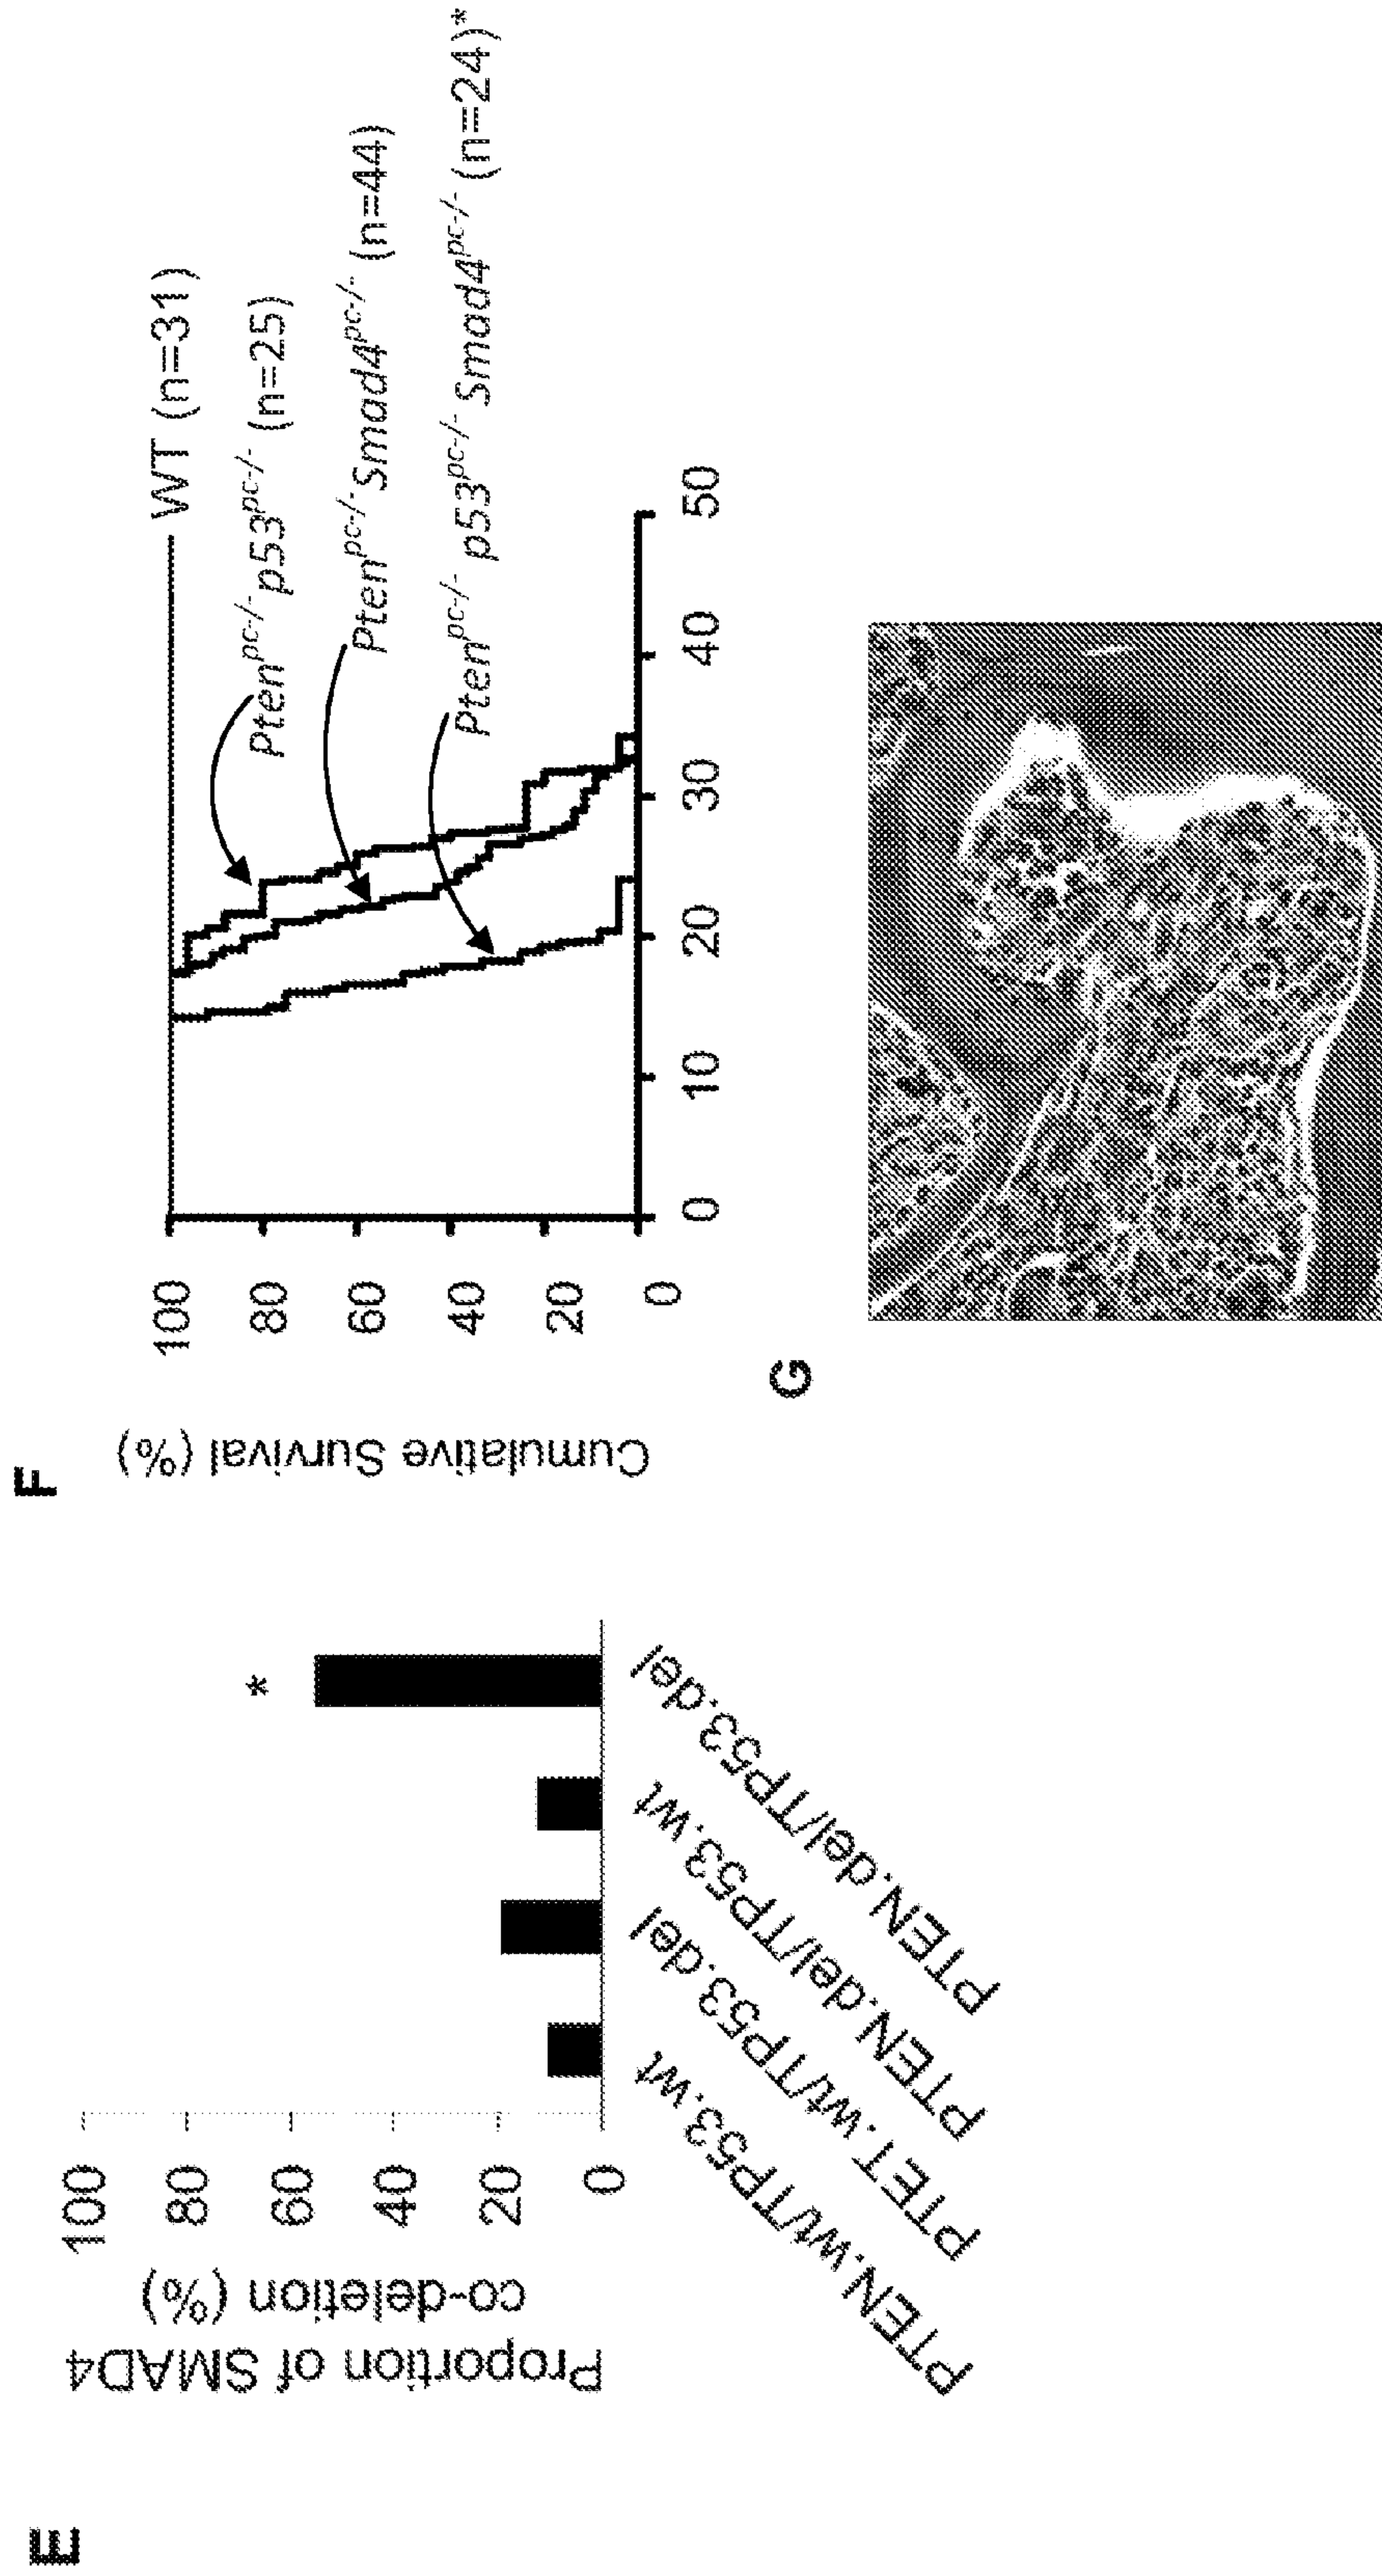 E
Proportion of SMAD4
co-deletion (%)
100
80
60
40
20
0
*
PTEN.wt/TP53.wt
PTET.wt/TP53.del
PTEN.del/TP53.wt
PTEN.del/TP53.del
F
Cumulative Survival (%)
100
80
60
40
20
0
0 10 20 30 40 50
WT (n=31)
Pten^pc-/- p53^pc-/- (n=25)
Pten^pc-/- Smad4^pc-/- (n=44)
Pten^pc-/- p53^pc-/- Smad4^pc-/- (n=24)*
G